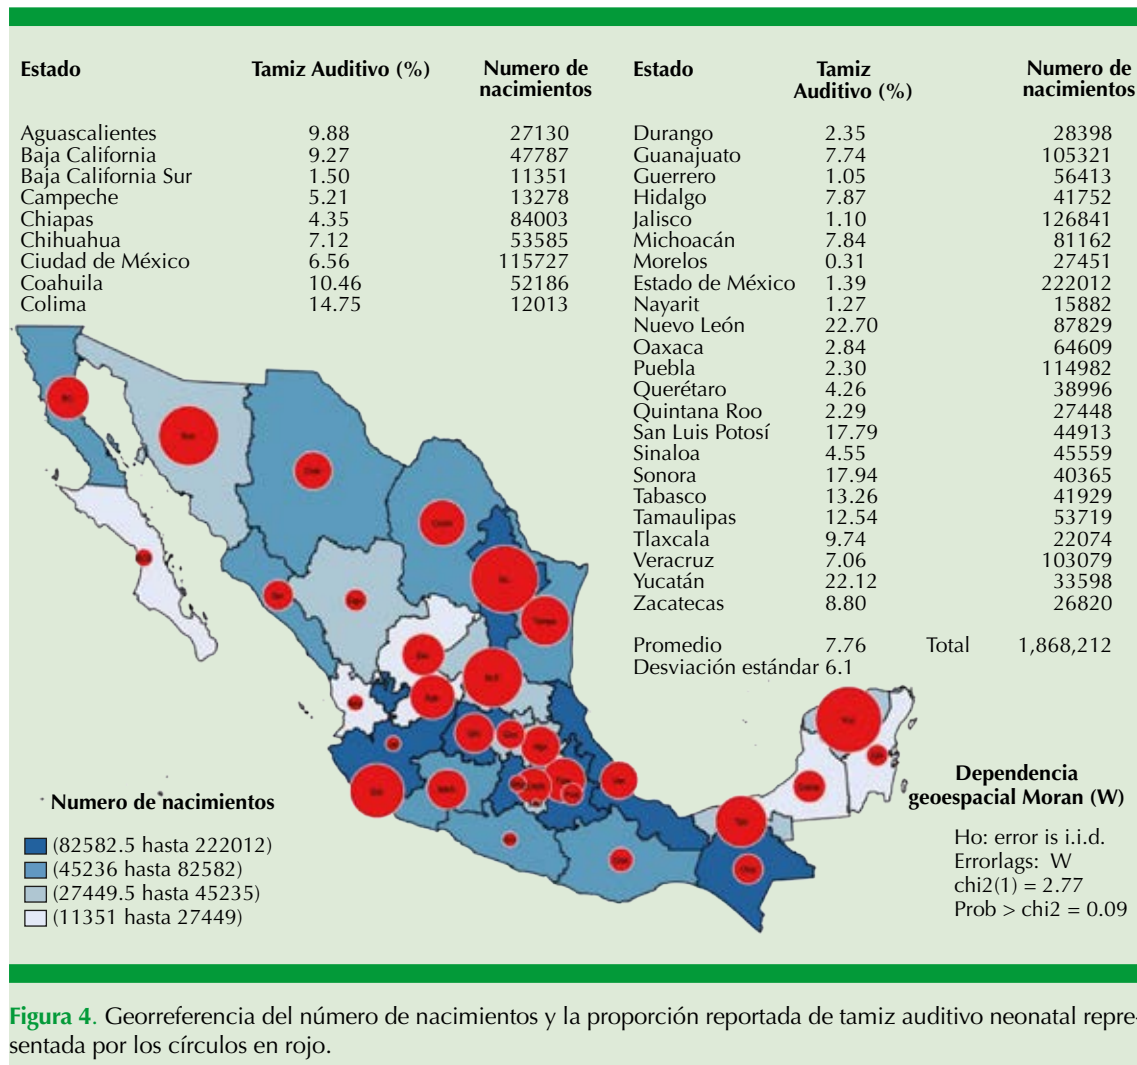 Estado Tamiz Auditivo (%) Numero de nacimientos
Aguascalientes 9.88 27130
Baja California 9.27 47787
Baja California Sur 1.50 11351
Campeche 5.21 13278
Chiapas 4.35 84003
Chihuahua 7.12 53585
Ciudad de México 6.56 115727
Coahuila 10.46 52186
Colima 14.75 12013
Estado Tamiz Auditivo (%) Numero de nacimientos
Durango 2.35 28398
Guanajuato 7.74 105321
Guerrero 1.05 56413
Hidalgo 7.87 41752
Jalisco 1.10 126841
Michoacán 7.84 81162
Morelos 0.31 27451
Estado de México 1.39 222012
Nayarit 1.27 15882
Nuevo León 22.70 87829
Oaxaca 2.84 64609
Puebla 2.30 114982
Querétaro 4.26 38996
Quintana Roo 2.29 27448
San Luis Potosí 17.79 44913
Sinaloa 4.55 45559
Sonora 17.94 40365
Tabasco 13.26 41929
Tamaulipas 12.54 53719
Tlaxcala 9.74 22074
Veracruz 7.06 103079
Yucatán 22.12 33598
Zacatecas 8.80 26820
Promedio 7.76 Total 1,868,212
Desviación estándar 6.1
Numero de nacimientos
(82582.5 hasta 222012)
(45236 hasta 82582)
(27449.5 hasta 45235)
(11351 hasta 27449)
Dependencia
geoespacial Moran (W)
Ho: error is i.i.d.
Errorlags: W
chi2(1) = 2.77
Prob > chi2 = 0.09
Figura 4. Georreferencia del número de nacimientos y la proporción reportada de tamiz auditivo neonatal repre-
sentada por los círculos en rojo.